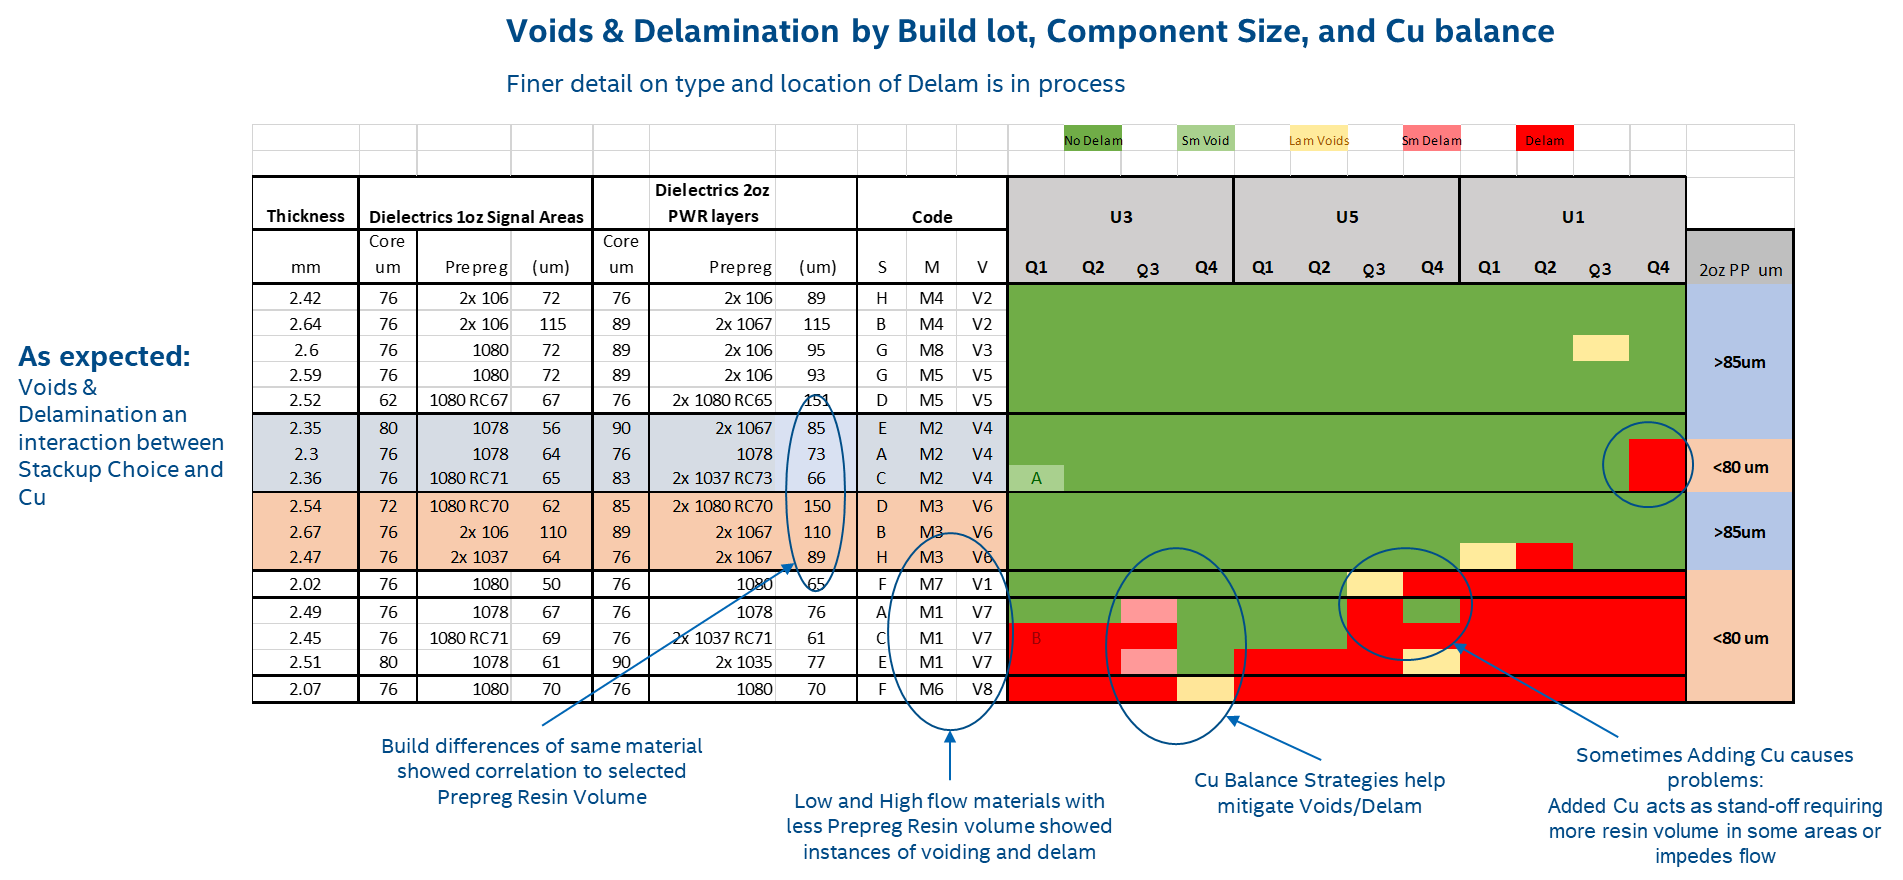 Voids & Delamination by Build lot, Component Size, and Cu balance
Finer detail on type and location of Delam is in process
No Delam Sm Void Lam Voids Sm Delam Delam
Dielectrics 2oz
Thickness Dielectrics 1oz Signal Areas PWR layers Code U3 U5 U1
Core Core
mm um Prepreg (um) um Prepreg (um) S M V Q1 Q2 Q3 Q4 Q1 Q2 Q3 Q4 Q1 Q2 Q3 Q4 2oz PP um
2.42 76 2x 106 72 76 2x 106 89 H M4 V2
2.64 76 2x 106 115 89 2x 1067 115 B M4 V2
2.6 76 1080 72 89 2x 106 95 G M8 V3
>85um
2.59 76 1080 72 89 2x 106 93 G M5 V5
2.52 62 1080 RC67 67 76 2x 1080 RC65 151 D M5 V5
2.35 80 1078 56 90 2x 1067 85 E M2 V4
2.3 76 1078 64 76 1078 73 A M2 V4
<80 um
2.36 76 1080 RC71 65 83 2x 1037 RC73 66 C M2 V4 A
2.54 72 1080 RC70 62 85 2x 1080 RC70 150 D M3 V6
2.67 76 2x 106 110 89 2x 1067 110 B M3 V6 >85um
2.47 76 2x 1037 64 76 2x 1067 89 H M3 V6
2.02 76 1080 50 76 1080 65 F M7 V1
2.49 76 1078 67 76 1078 76 A M1 V7
2.45 76 1080 RC71 69 76 2x 1037 RC71 61 C M1 V7 B <80 um
2.51 80 1078 61 90 2x 1035 77 E M1 V7
2.07 76 1080 70 76 1080 70 F M6 V8
As expected:
Voids &
Delamination an
interaction between
Stackup Choice and
Cu
Build differences of same material
showed correlation to selected
Prepreg Resin Volume
Low and High flow materials with
less Prepreg Resin volume showed
instances of voiding and delam
Cu Balance Strategies help
mitigate Voids/Delam
Sometimes Adding Cu causes
problems:
Added Cu acts as stand-off requiring
more resin volume in some areas or
impedes flow